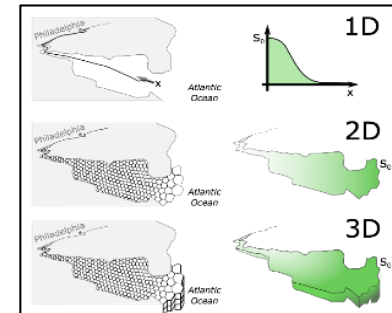 Philadelphia
x
Atlantic
Ocean
1D
S₀
x
Philadelphia
Atlantic
Ocean
2D
S₀
Philadelphia
Atlantic
Ocean
3D
S₀